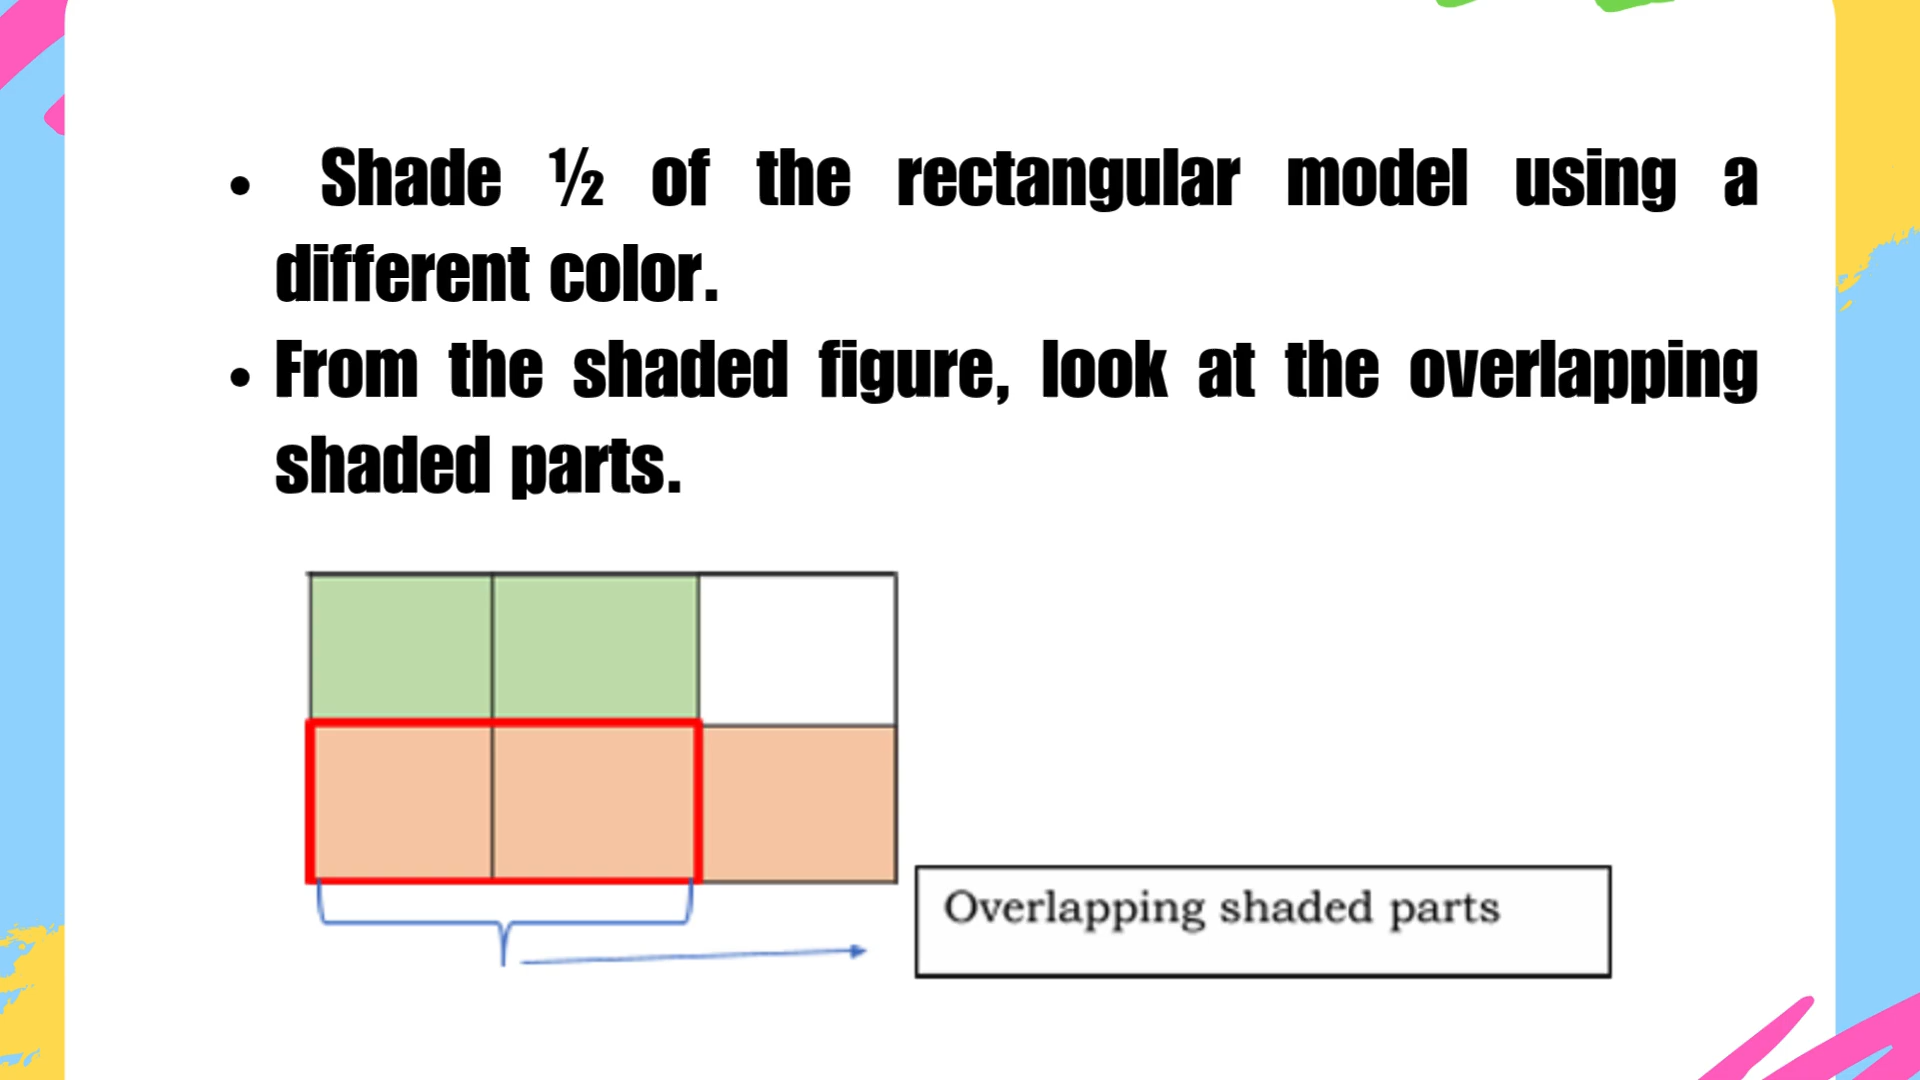 • Shade ½ of the rectangular model using a
different color.
• From the shaded figure, look at the overlapping
shaded parts.
Overlapping shaded parts